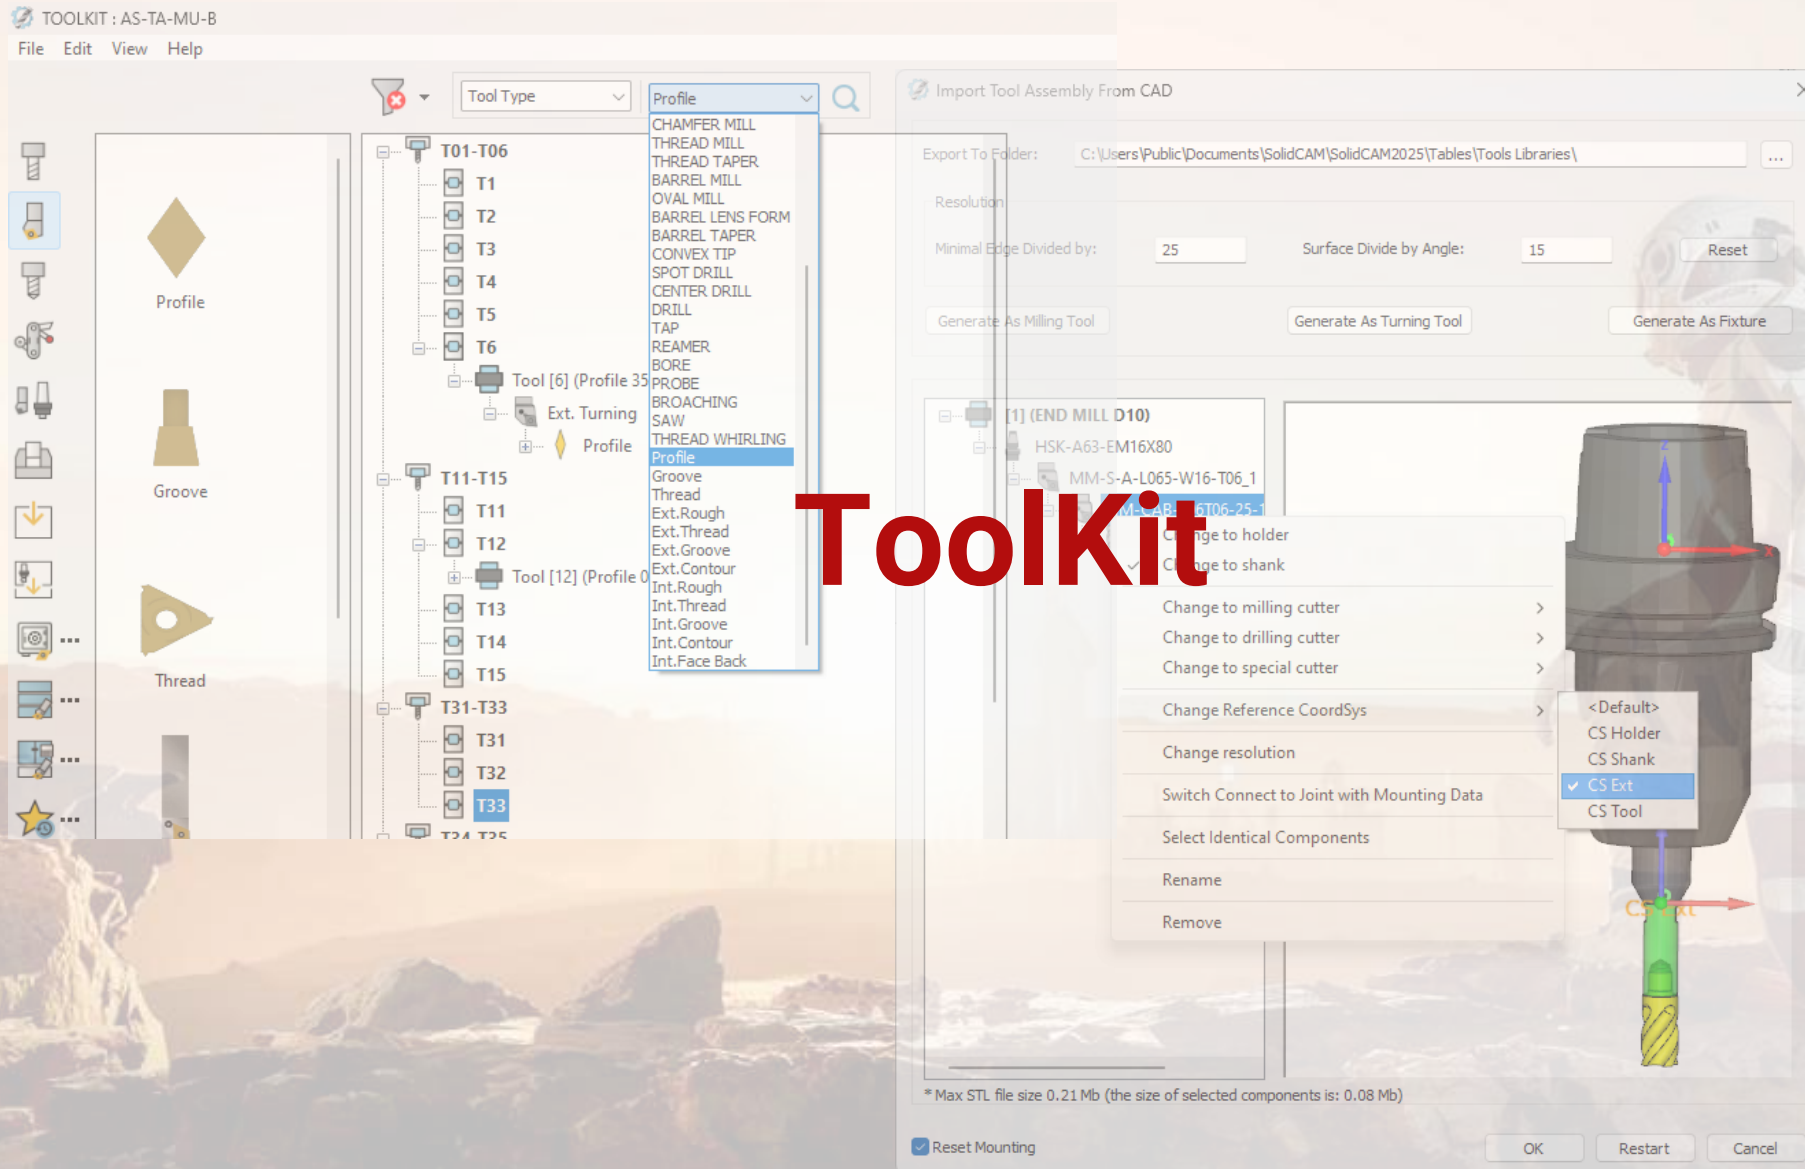 TOOLKIT : AS-TA-MU-B
File Edit View Help
Tool Type
Profile
CHAMFER MILL
THREAD MILL
THREAD TAPER
BARREL MILL
OVAL MILL
BARREL LENS FORM
BARREL TAPER
CONVEX TIP
SPOT DRILL
CENTER DRILL
DRILL
TAP
REAMER
BORE
PROBE
BROACHING
SAW
THREAD WHIRLING
Profile
Groove
Thread
Ext.Rough
Ext.Thread
Ext.Groove
Ext.Contour
Int.Rough
Int.Thread
Int.Groove
Int.Contour
Int.Face Back
Profile
Groove
Thread
T01-T06
T1
T2
T3
T4
T5
T6
Tool [6] (Profile 35
Ext. Turning
Profile
T11-T15
T11
T12
Tool [12] (Profile 0
T13
T14
T15
T31-T33
T31
T32
T33
T34-T35
ToolKit
Import Tool Assembly From CAD
Export To Folder: C:\Users\Public\Documents\SolidCAM\SolidCAM2025\Tables\Tools Libraries\ ...
Resolution
Minimal Edge Divided by: 25 Surface Divide by Angle: 15 Reset
Generate As Milling Tool Generate As Turning Tool Generate As Fixture
[1] (END MILL D10)
HSK-A63-EM16X80
MM-S-A-L065-W16-T06_1
Change to holder
Change to shank
Change to milling cutter
Change to drilling cutter
Change to special cutter
Change Reference CoordSys
Change resolution
Switch Connect to Joint with Mounting Data
Select Identical Components
Rename
Remove
<Default>
CS Holder
CS Shank
CS Ext
CS Tool
Z
X
CS Ext
* Max STL file size 0.21 Mb (the size of selected components is: 0.08 Mb)
Reset Mounting
OK Restart Cancel